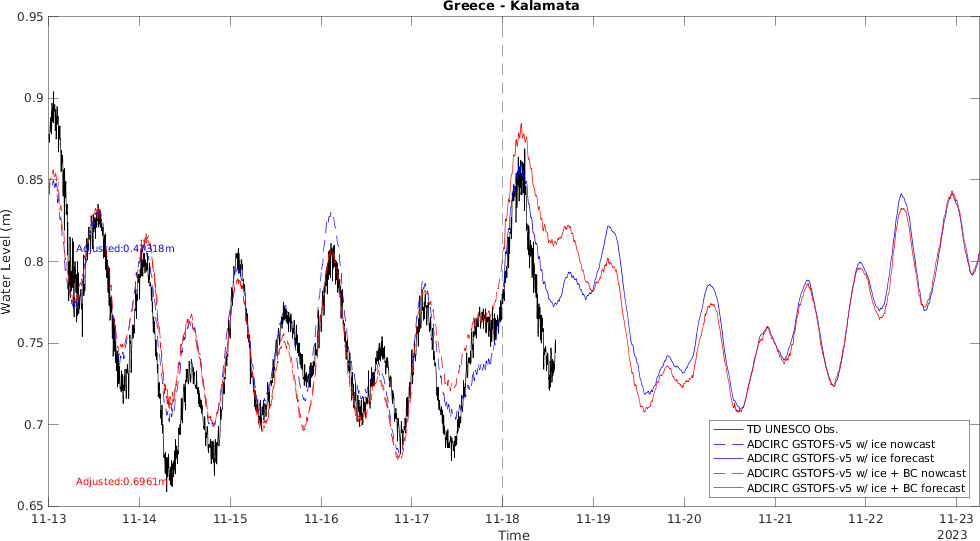 Greece - Kalamata
Water Level (m)
0.95
0.9
0.85
0.8
0.75
0.7
0.65
Adjusted:0.47318m
Adjusted:0.6961m
TD UNESCO Obs.
ADCIRC GSTOFS-v5 w/ ice nowcast
ADCIRC GSTOFS-v5 w/ ice forecast
ADCIRC GSTOFS-v5 w/ ice + BC nowcast
ADCIRC GSTOFS-v5 w/ ice + BC forecast
11-13 11-14 11-15 11-16 11-17 11-18 11-19 11-20 11-21 11-22 11-23
Time
2023